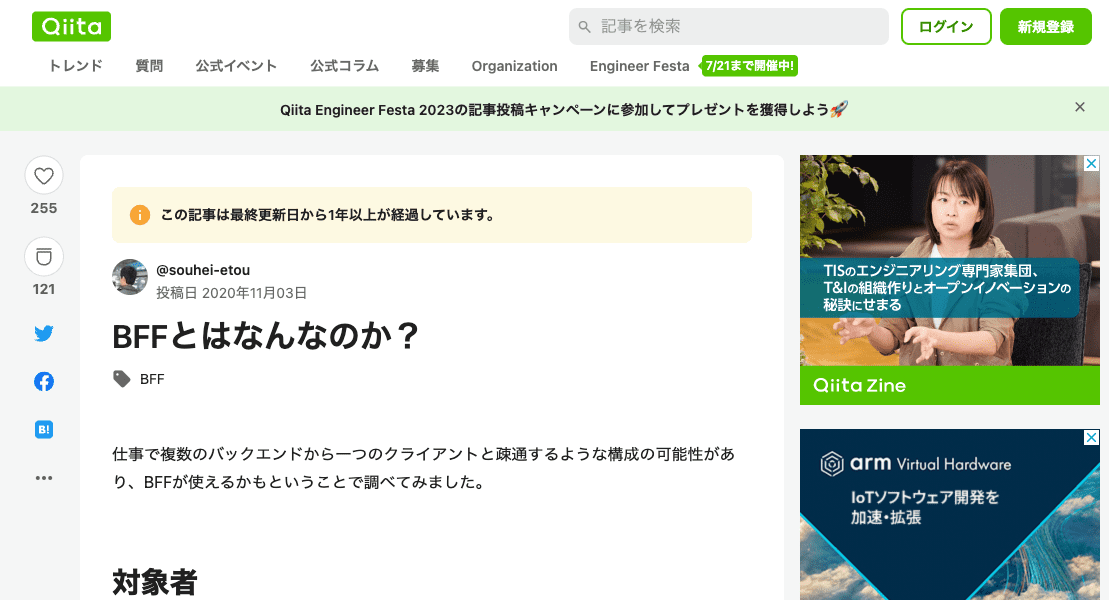 Qiita
記事を検索
ログイン
新規登録
トレンド 質問 公式イベント 公式コラム 募集 Organization Engineer Festa 7/21まで開催中!
Qiita Engineer Festa 2023の記事投稿キャンペーンに参加してプレゼントを獲得しよう🚀
255
121
B!
この記事は最終更新日から1年以上が経過しています。
@souhei-etou
投稿日 2020年11月03日
BFFとはなんなのか？
BFF
仕事で複数のバックエンドから一つのクライアントと疎通するような構成の可能性があ
り、BFFが使えるかもということで調べてみました。
対象者
TISのエンジニアリング専門家集団、
T&Iの組織作りとオープンイノベーションの
秘訣にせまる
Qiita Zine
arm Virtual Hardware
IoTソフトウェア開発を
加速・拡張